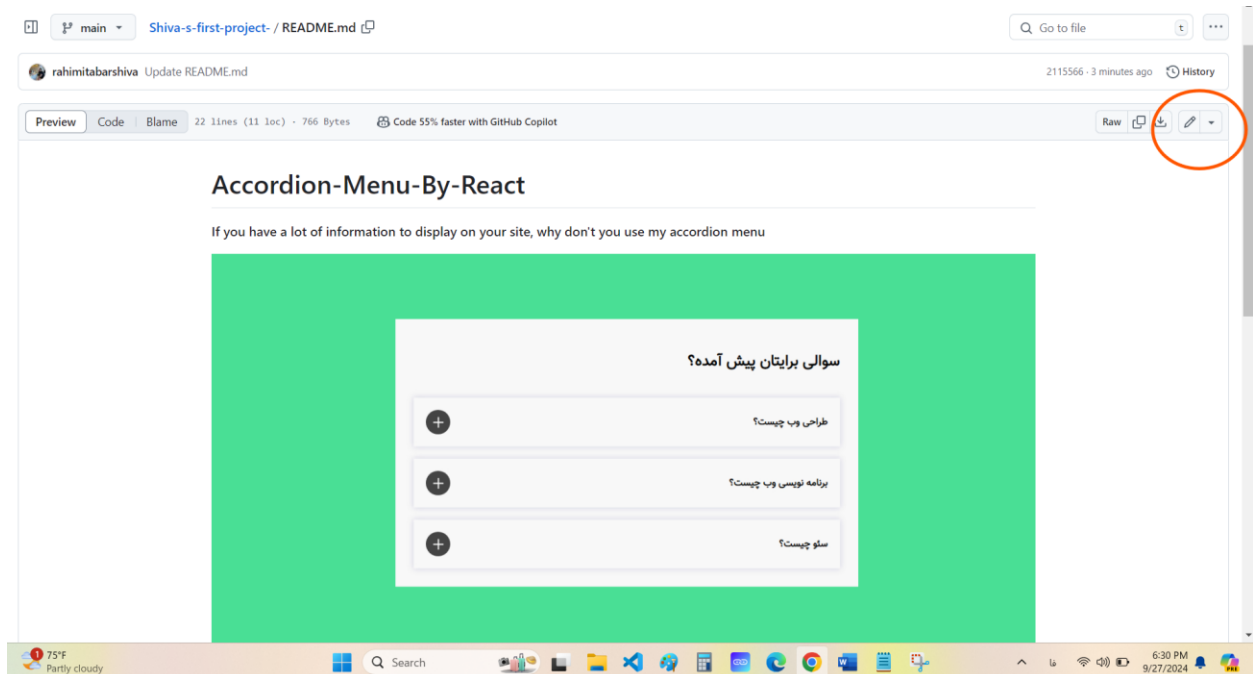 main
Shiva-s-first-project- / README.md
Go to file
t
rahimitabarshiva Update README.md
2115566 · 3 minutes ago
History
Preview
Code
Blame
22 lines (11 loc) · 766 Bytes
Code 55% faster with GitHub Copilot
Raw
Accordion-Menu-By-React
If you have a lot of information to display on your site, why don't you use my accordion menu
سوالی برایتان پیش آمده؟
طراحی وب چیست؟
برنامه نویسی وب چیست؟
سئو چیست؟
1
75°F
Partly cloudy
Search
فا
6:30 PM
9/27/2024
PRE